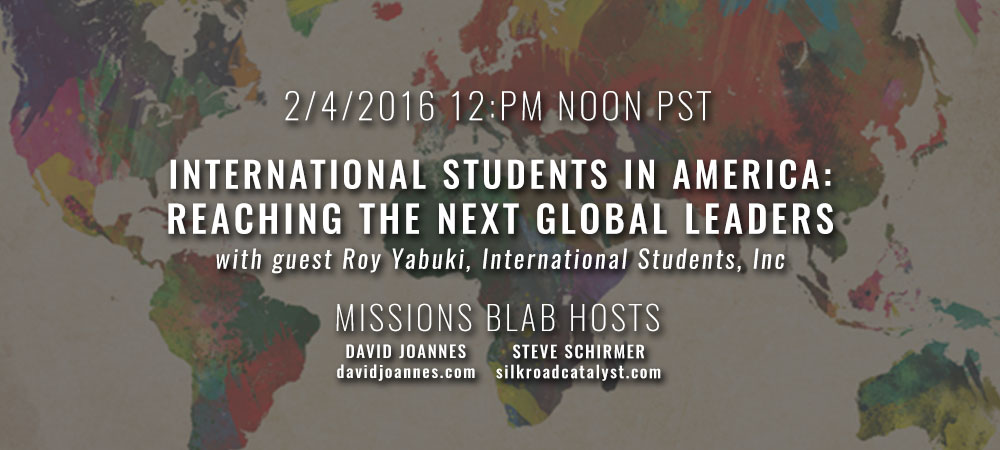 2/4/2016 12:PM NOON PST
INTERNATIONAL STUDENTS IN AMERICA:
REACHING THE NEXT GLOBAL LEADERS
with guest Roy Yabuki, International Students, Inc
MISSIONS BLAB HOSTS
DAVID JOANNES
davidjoannes.com
STEVE SCHIRMER
silkroadcatalyst.com